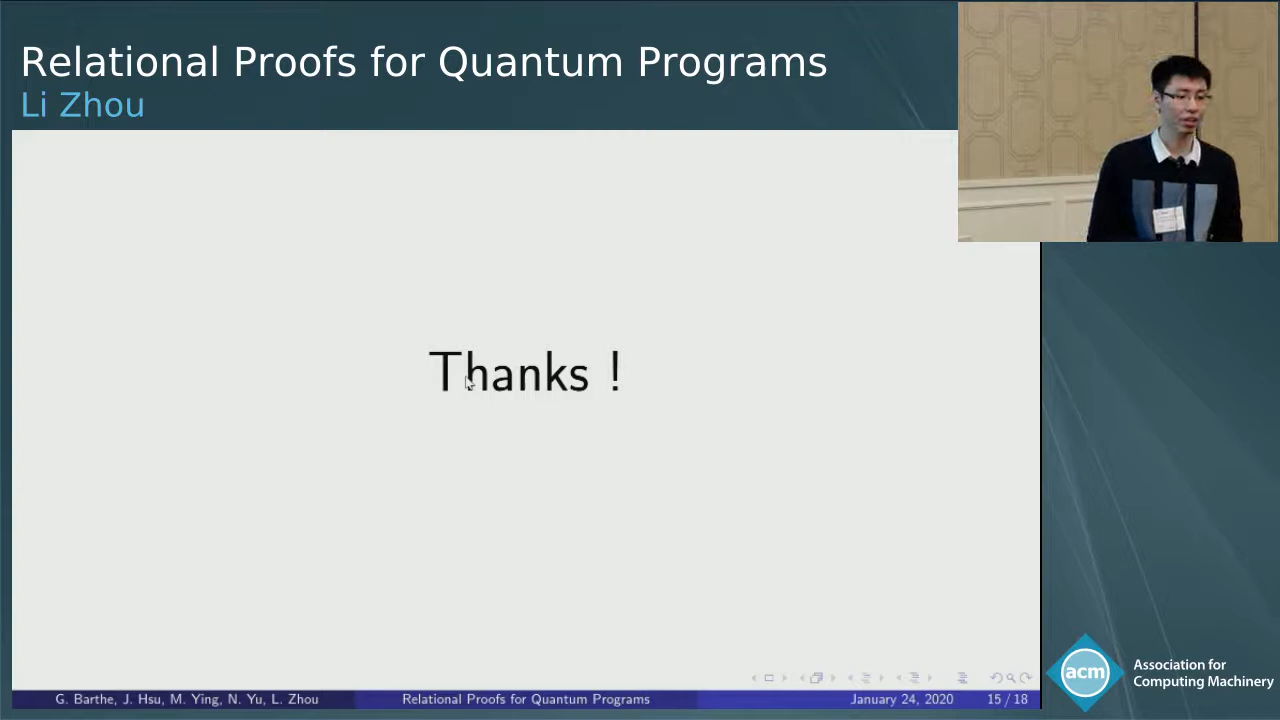 Relational Proofs for Quantum Programs
Li Zhou
Thanks !
G. Barthe, J. Hsu, M. Ying, N. Yu, L. Zhou
Relational Proofs for Quantum Programs
January 24, 2020
15 / 18
acm
Association for
Computing Machinery